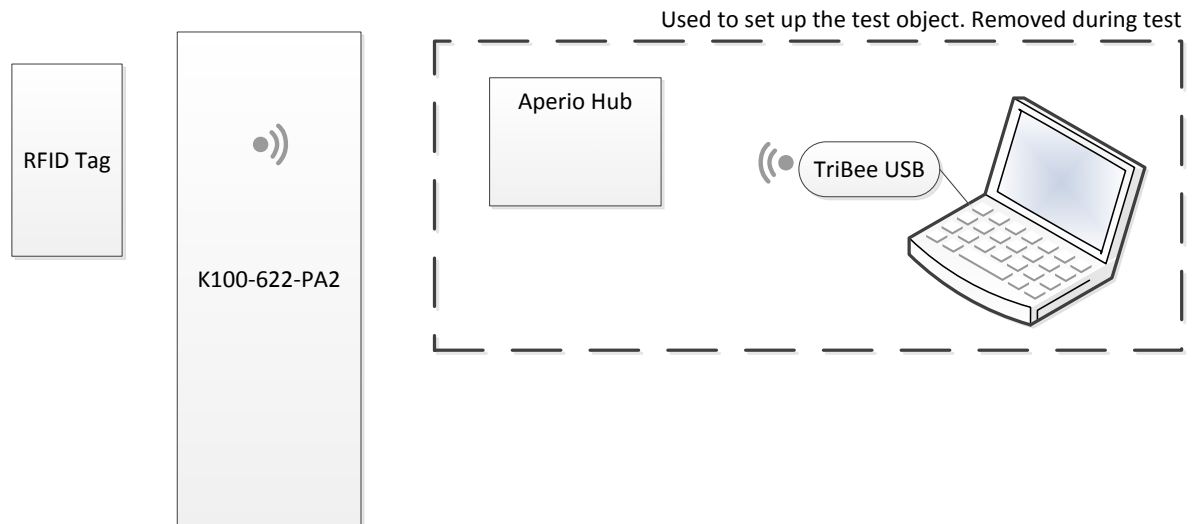 Used to set up the test object. Removed during test
Aperio Hub
RFID Tag
TriBee USB
K100-622-PA2